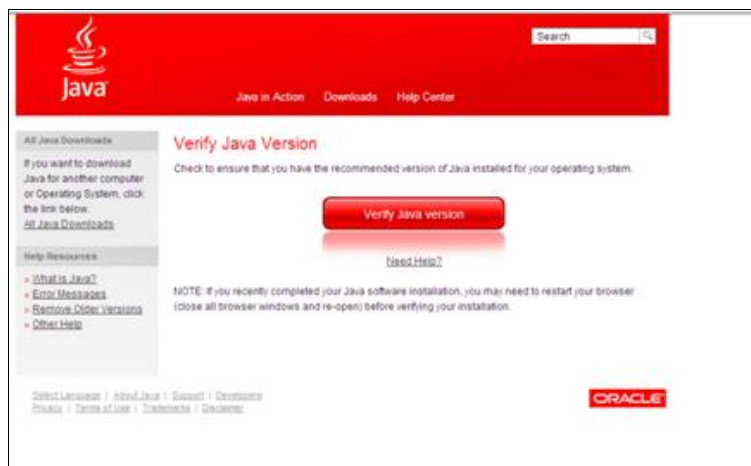 Java
Search
Java in Action Downloads Help Center
All Java Downloads
If you want to download
Java for another computer
or Operating System, click
the link below.
All Java Downloads
Help Resources
» What is Java?
» Error Messages
» Remove Older Versions
» Other Help
Verify Java Version
Check to ensure that you have the recommended version of Java installed for your operating system.
Verify Java version
Need Help?
NOTE: If you recently completed your Java software installation, you may need to restart your browser
(close all browser windows and re-open) before verifying your installation.
Select Language | About Java | Support | Developers
Privacy | Terms of Use | Trademarks | Disclaimer
ORACLE